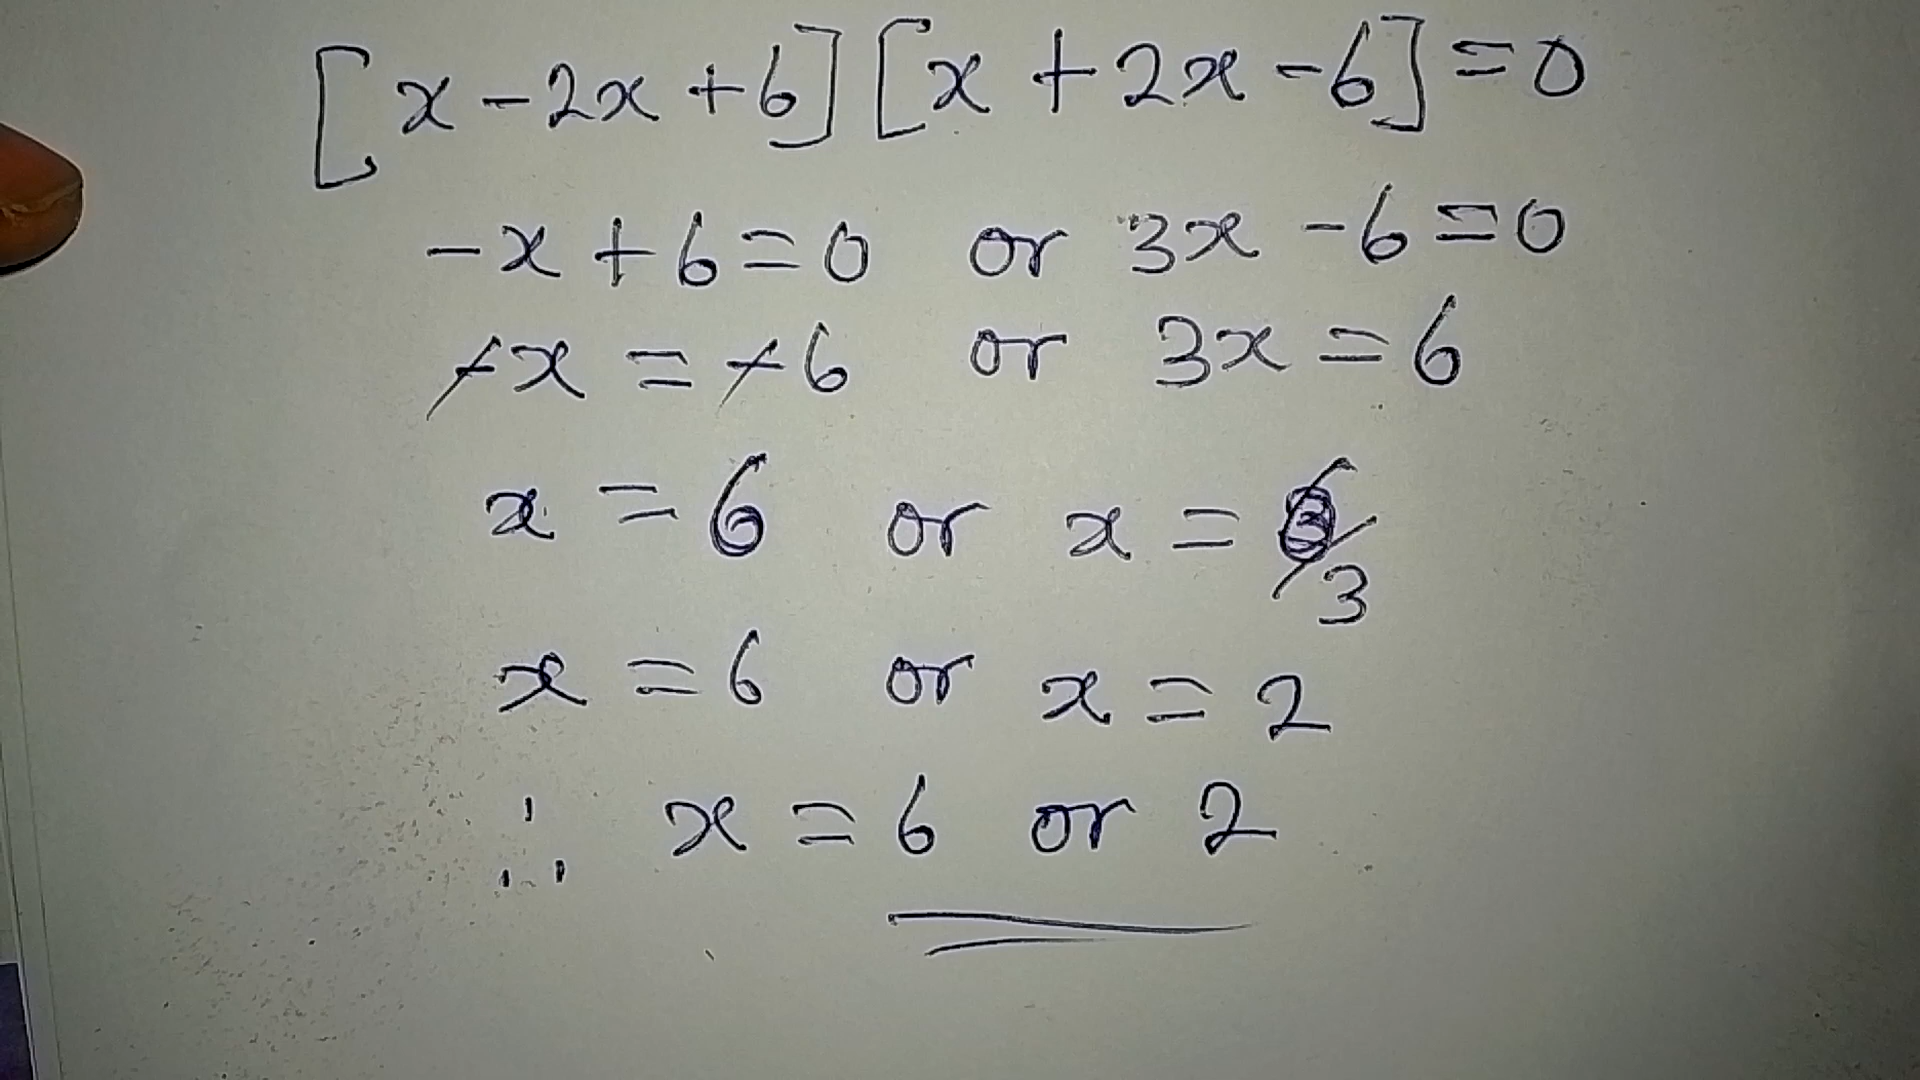 [x - 2x + 6] [x + 2x - 6] = 0
-x + 6 = 0 or 3x - 6 = 0
-x = -6 or 3x = 6
x = 6 or x = 6/3
x = 6 or x = 2
∴ x = 6 or 2